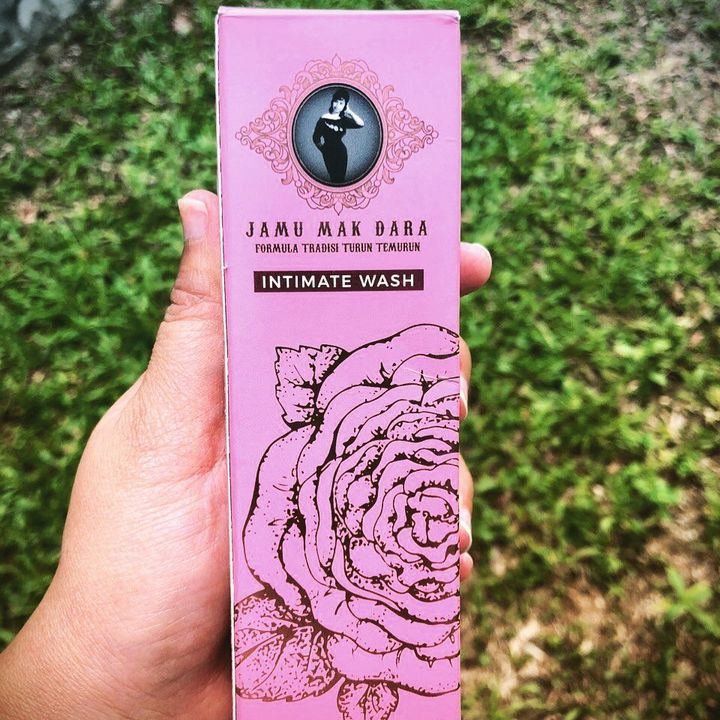 JAMU MAK DARA
FORMULA TRADISI TURUN TEMURUN
INTIMATE WASH